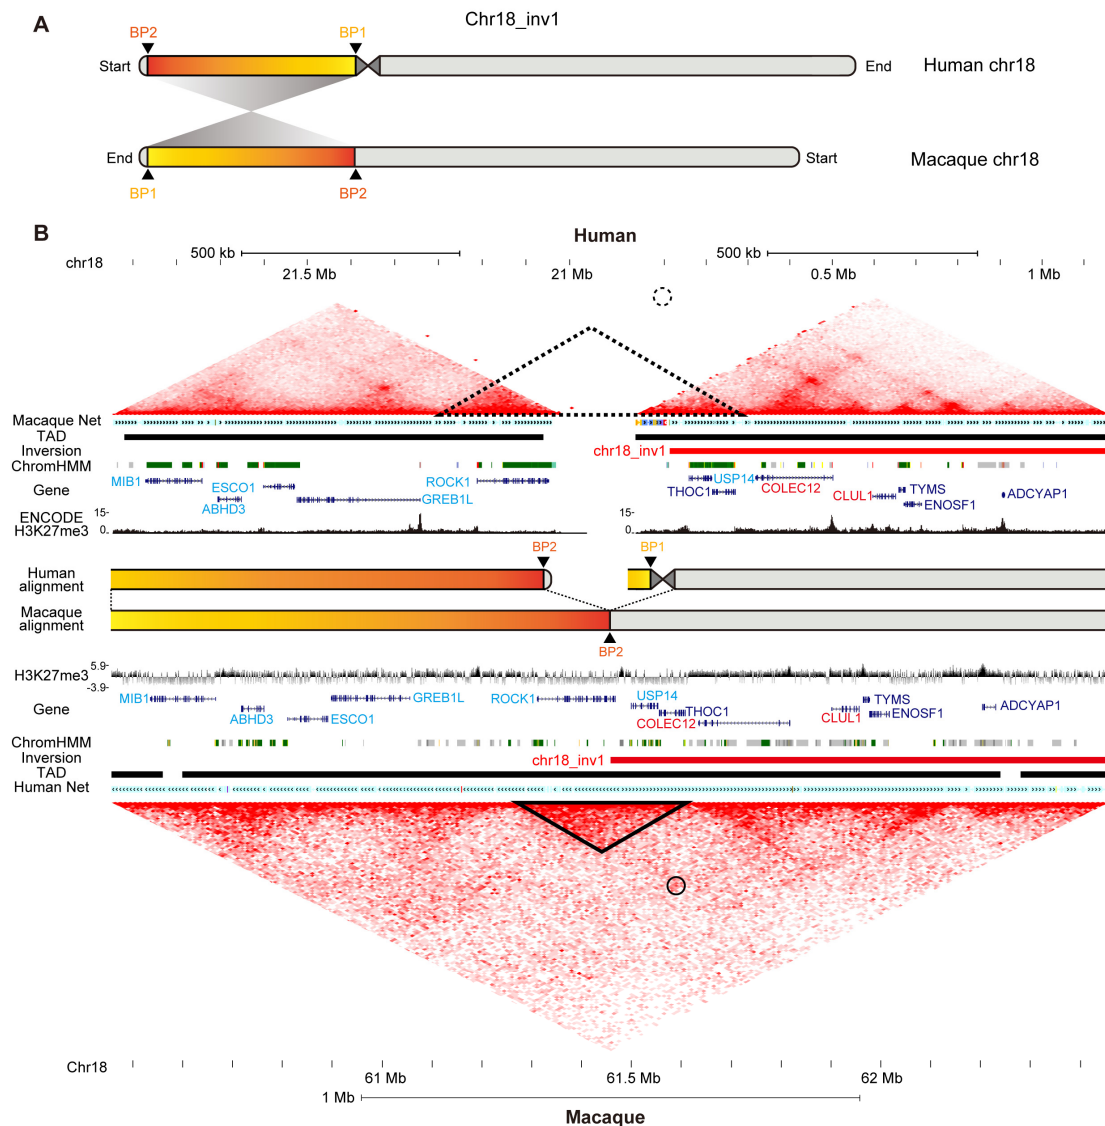 A
Chr18_inv1
BP2
BP1
Start
End
Human chr18
End
Start
Macaque chr18
BP1
BP2
B
Human
500 kb
500 kb
chr18
21.5 Mb
21 Mb
0.5 Mb
1 Mb
Macaque Net
TAD
Inversion
chr18_inv1
ChromHMM
Gene
MIB1
ESCO1
ABHD3
ROCK1
GREB1L
USP14
THOC1
COLEC12
CLUL1
TYMS
ENOSF1
ADCYAP1
ENCODE
H3K27me3
15-
0-
15-
0-
BP2
BP1
Human
alignment
Macaque
alignment
BP2
H3K27me3
5.9-
-3.9-
Gene
MIB1
ABHD3
ESCO1
GREB1L
ROCK1
USP14
THOC1
COLEC12
CLUL1
TYMS
ENOSF1
ADCYAP1
ChromHMM
Inversion
chr18_inv1
TAD
Human Net
Chr18
61 Mb
61.5 Mb
62 Mb
1 Mb
Macaque